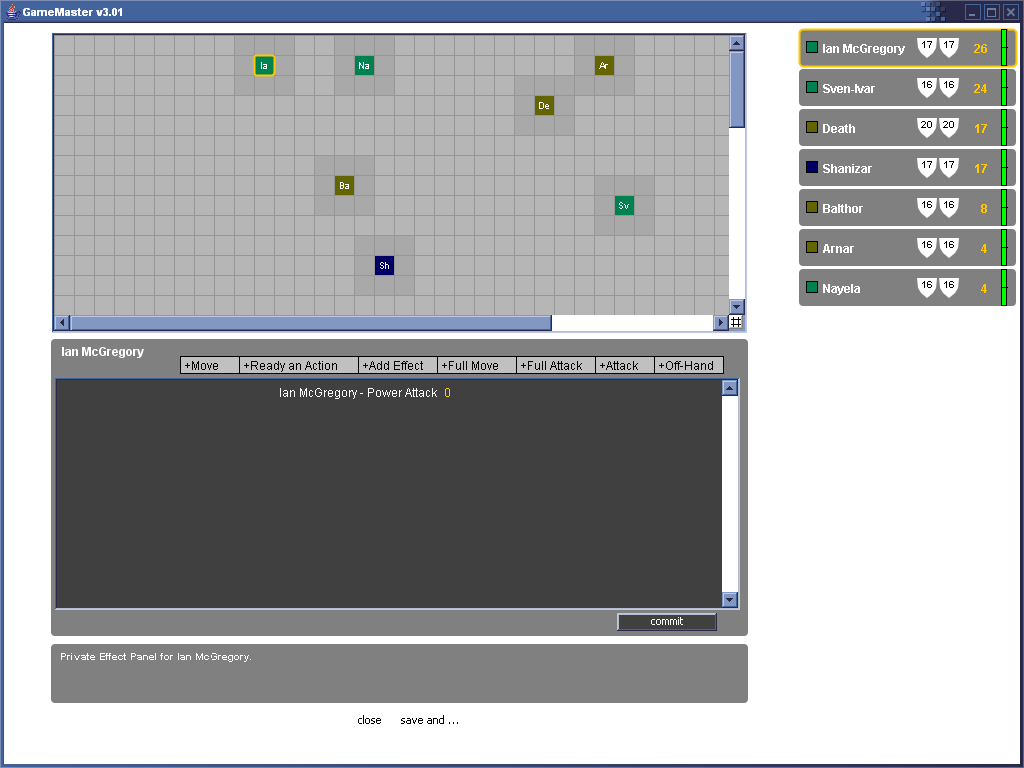 GameMaster v3.01
Ia
Na
Ar
De
Ba
Sv
Sh
Ian McGregory 17 17 26
Sven-Ivar 16 16 24
Death 20 20 17
Shanizar 17 17 17
Balthor 16 16 8
Arnar 16 16 4
Nayela 16 16 4
Ian McGregory
+Move +Ready an Action +Add Effect +Full Move +Full Attack +Attack +Off-Hand
Ian McGregory - Power Attack 0
commit
Private Effect Panel for Ian McGregory.
close save and ...